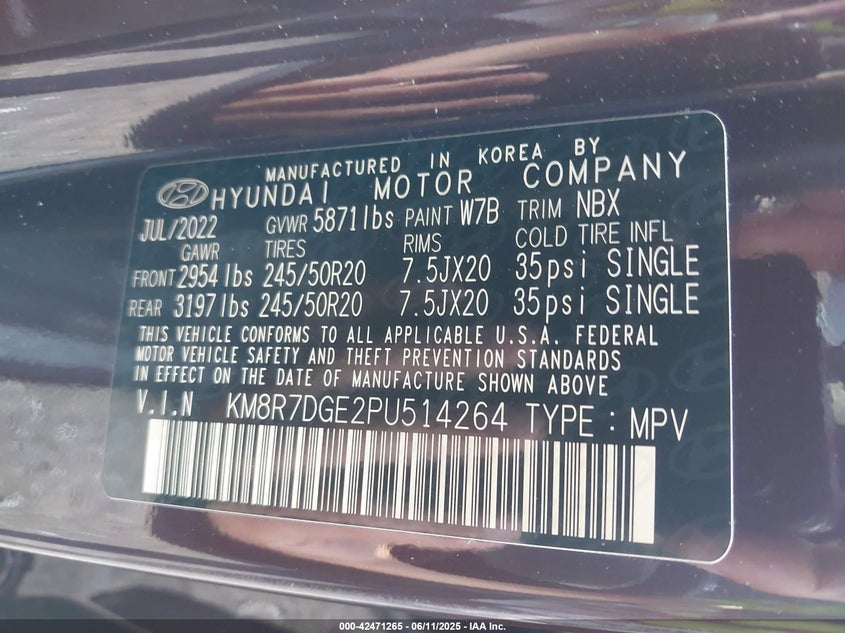 MANUFACTURED IN KOREA BY
HYUNDAI MOTOR COMPANY
JUL/2022 GVWR 5871lbs PAINT W7B TRIM NBX
GAWR TIRES RIMS COLD TIRE INFL
FRONT 2954lbs 245/50R20 7.5JX20 35psi SINGLE
REAR 3197lbs 245/50R20 7.5JX20 35psi SINGLE
THIS VEHICLE CONFORMS TO ALL APPLICABLE U.S.A. FEDERAL
MOTOR VEHICLE SAFETY AND THEFT PREVENTION STANDARDS
IN EFFECT ON THE DATE OF MANUFACTURE SHOWN ABOVE
V.I.N KM8R7DGE2PU514264 TYPE : MPV
000-42471265 - 06/11/2025 - IAA Inc.